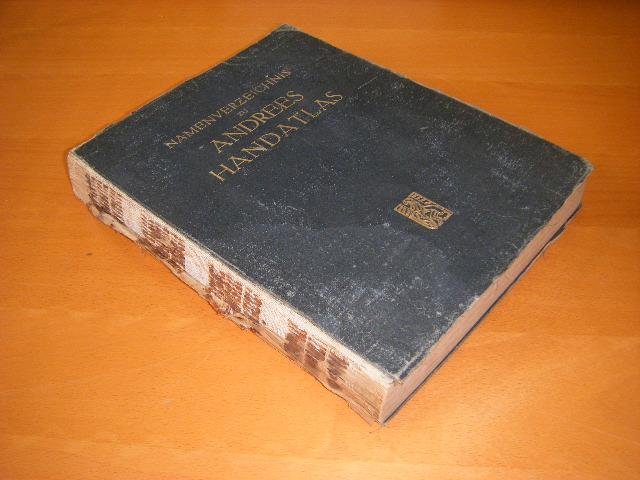 NAMENVERZEICHNIS
ZU
ANDREES
HANDATLAS